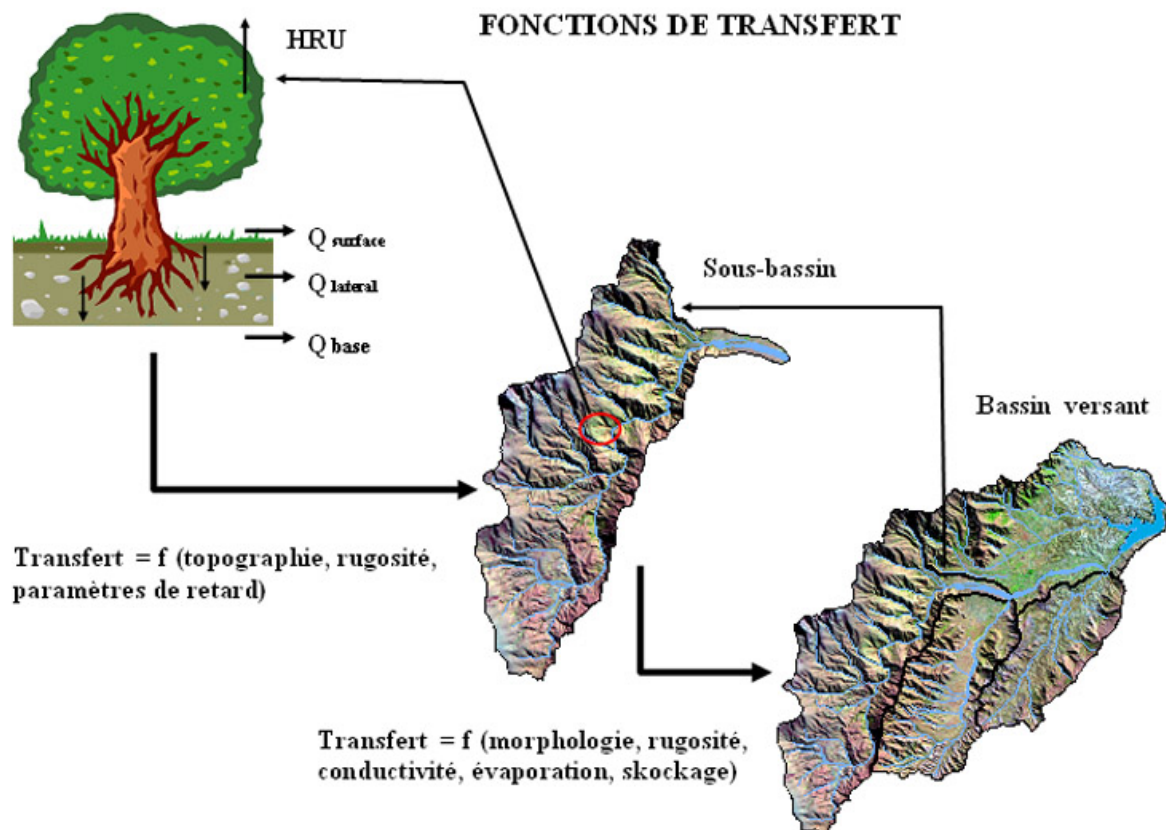 FONCTIONS DE TRANSFERT
HRU
Q surface
Q lateral
Q base
Sous-bassin
Bassin versant
Transfert = f (topographie, rugosité,
paramètres de retard)
Transfert = f (morphologie, rugosité,
conductivité, évaporation, skockage)